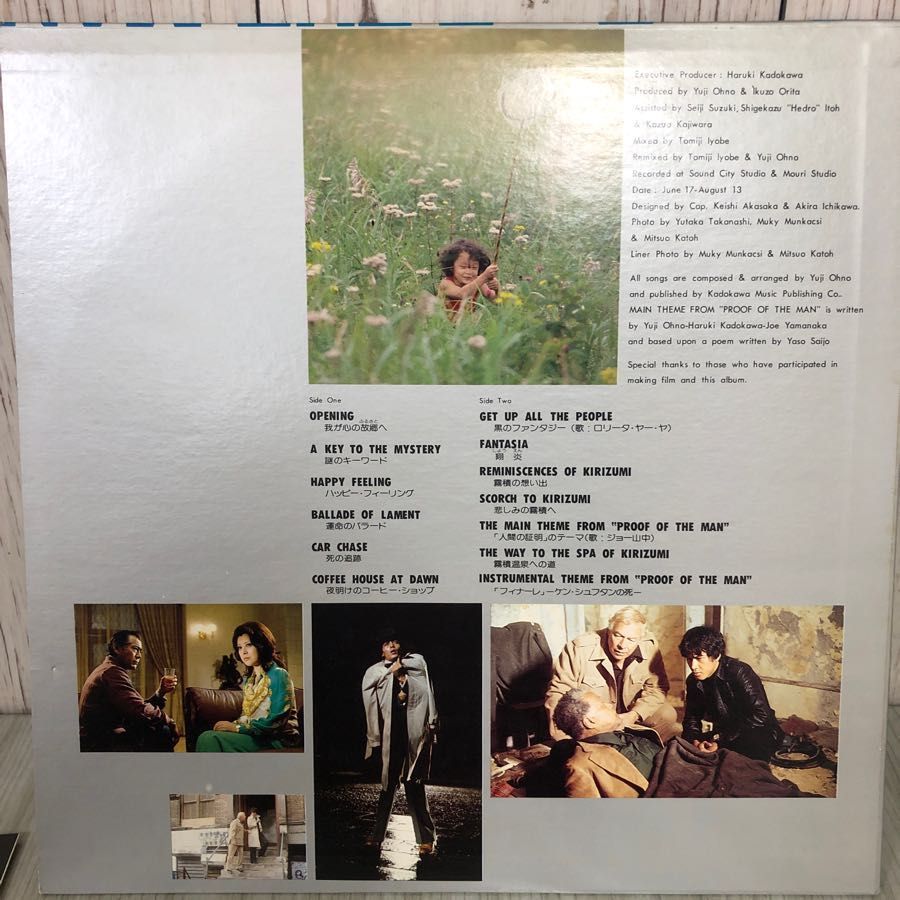 Executive Producer : Haruki Kadokawa
Produced by Yuji Ohno & Ikuzo Orita
Assisted by Seiji Suzuki, Shigekazu "Hedro" Itoh
& Kazuo Kajiwara
Mixed by Tomiji Iyobe
Remixed by Tomiji Iyobe & Yuji Ohno
Recorded at Sound City Studio & Mouri Studio
Date : June 17-August 13
Designed by Cap. Keishi Akasaka & Akira Ichikawa.
Photo by Yutaka Takanashi, Muky Munkacsi
& Mitsuo Katoh
Liner Photo by Muky Munkacsi & Mitsuo Katoh
All songs are composed & arranged by Yuji Ohno
and published by Kadokawa Music Publishing Co..
MAIN THEME FROM "PROOF OF THE MAN" is written
by Yuji Ohno-Haruki Kadokawa-Joe Yamanaka
and based upon a poem written by Yaso Saijo
Special thanks to those who have participated in
making film and this album.
Side One
OPENING
我が心の故郷へ
ふるさと
A KEY TO THE MYSTERY
謎のキーワード
HAPPY FEELING
ハッピー・フィーリング
BALLADE OF LAMENT
運命のバラード
CAR CHASE
死の追跡
COFFEE HOUSE AT DAWN
夜明けのコーヒー・ショップ
Side Two
GET UP ALL THE PEOPLE
黒のファンタジー（歌：ロリータ・ヤー・ヤ）
FANTASIA
しょう えん
翔 炎
REMINISCENCES OF KIRIZUMI
霧積の想い出
SCORCH TO KIRIZUMI
悲しみの霧積へ
THE MAIN THEME FROM "PROOF OF THE MAN"
「人間の証明」のテーマ（歌：ジョー山中）
THE WAY TO THE SPA OF KIRIZUMI
霧積温泉への道
INSTRUMENTAL THEME FROM "PROOF OF THE MAN"
「フィナーレ」ーケン・シュフタンの死ー